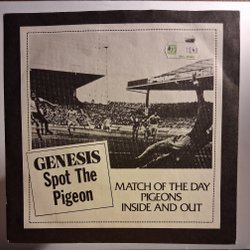 GENESIS
Spot The
Pigeon
MATCH OF THE DAY
PIGEONS
INSIDE AND OUT